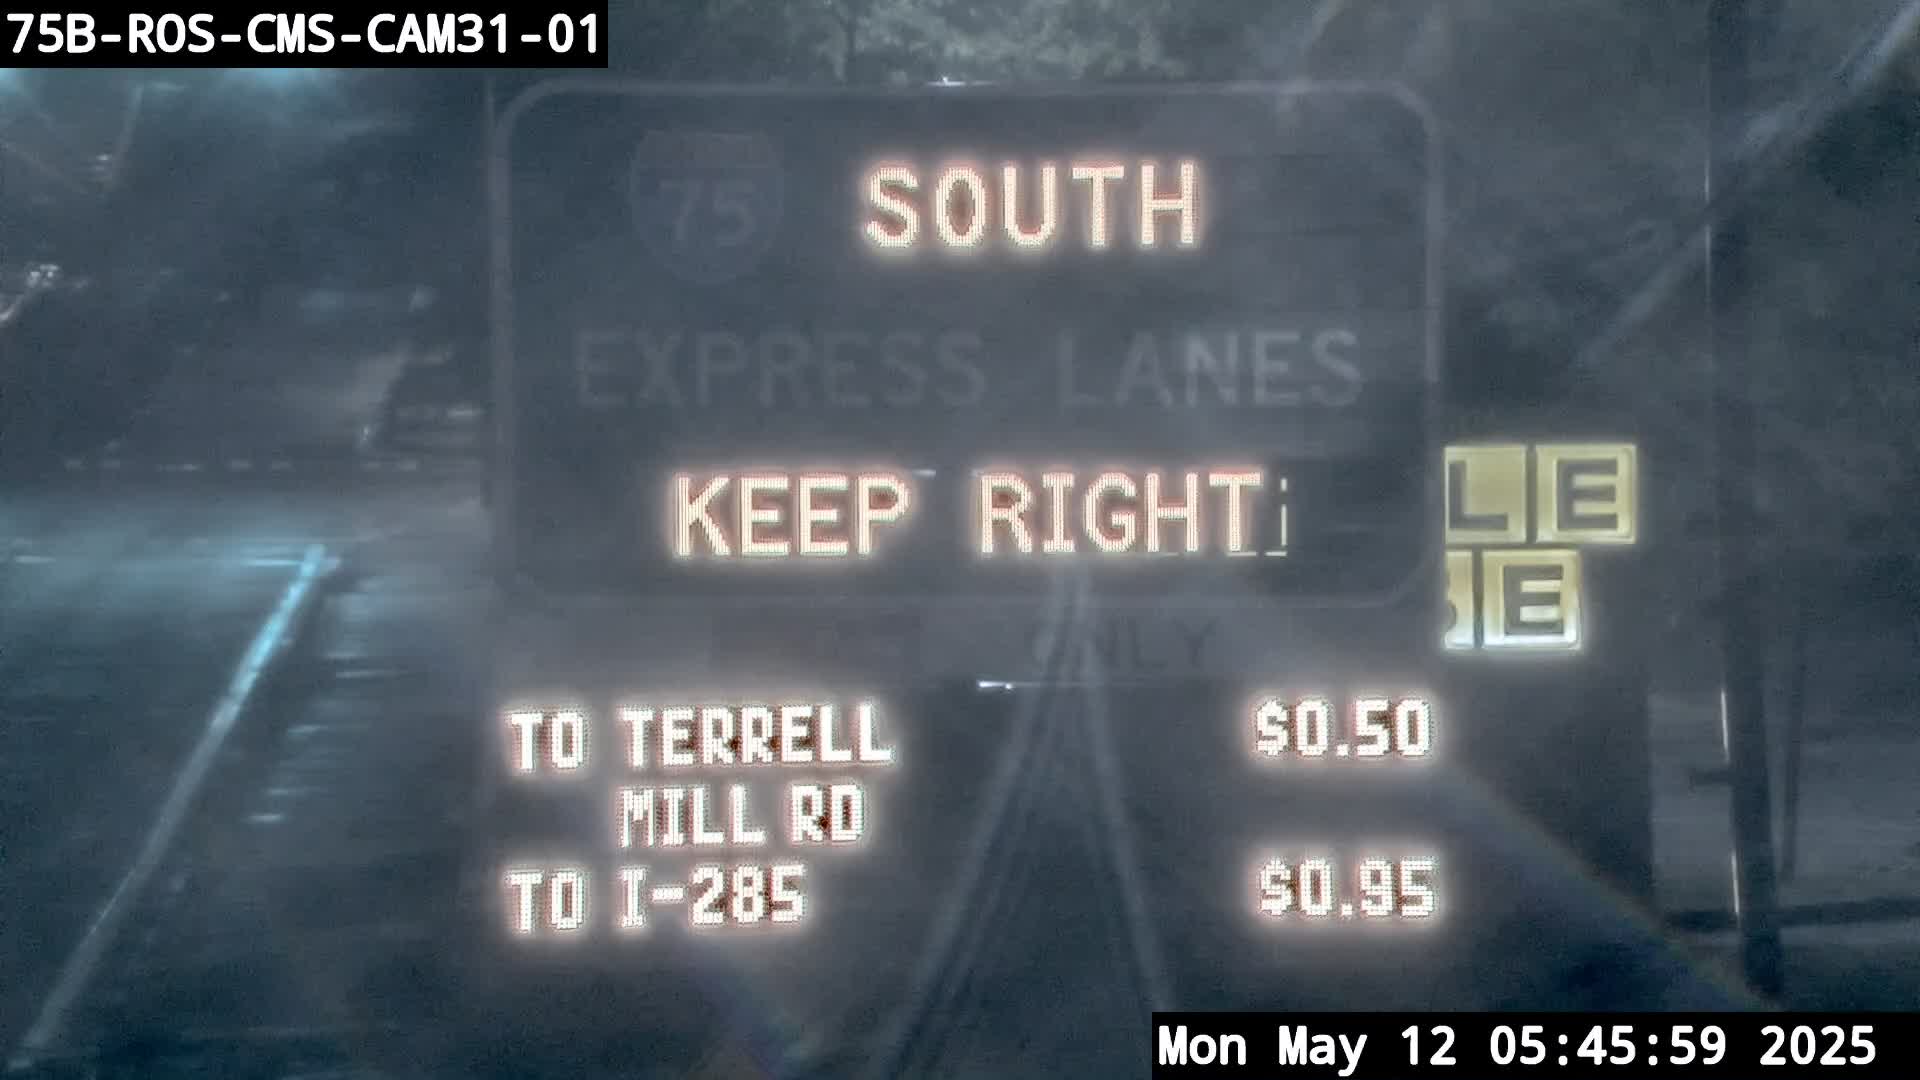 75B-ROS-CMS-CAM31-01
75 SOUTH
EXPRESS LANES
KEEP RIGHT
LE
E
ONLY
TO TERRELL $0.50
MILL RD
TO I-285 $0.95
Mon May 12 05:45:59 2025